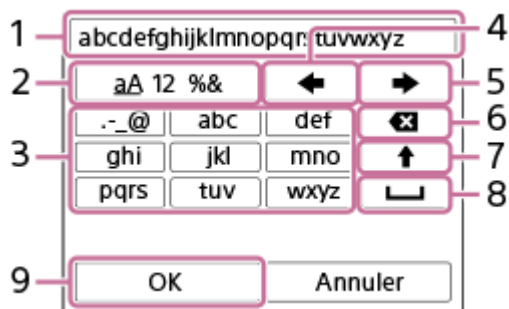 1 abcdefghijklmnopqrstuvwxyz 4
2 aA 12 %& 5
.-_@ abc def 6
3 ghi jkl mno 7
pqrs tuv wxyz 8
9 OK Annuler